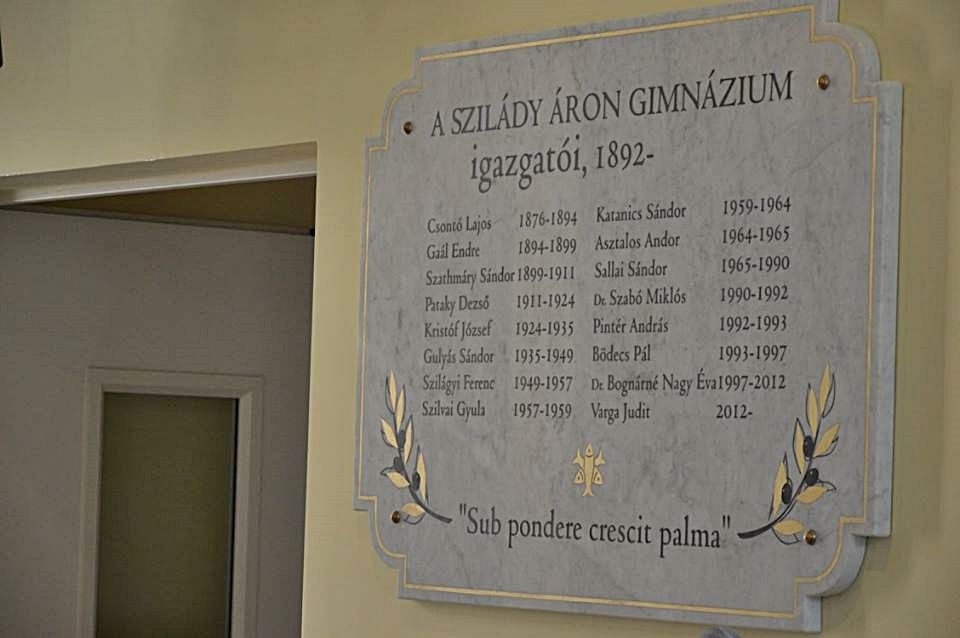 A SZILÁDY ÁRON GIMNÁZIUM
igazgatói, 1892-
Csontó Lajos 1876-1894
Gaál Endre 1894-1899
Szathmáry Sándor 1899-1911
Pataky Dezső 1911-1924
Kristóf József 1924-1935
Gulyás Sándor 1935-1949
Szilágyi Ferenc 1949-1957
Szilvai Gyula 1957-1959
Katanics Sándor 1959-1964
Asztalos Andor 1964-1965
Sallai Sándor 1965-1990
Dr. Szabó Miklós 1990-1992
Pintér András 1992-1993
Bödecs Pál 1993-1997
Dr. Bognárné Nagy Éva 1997-2012
Varga Judit 2012-
"Sub pondere crescit palma"